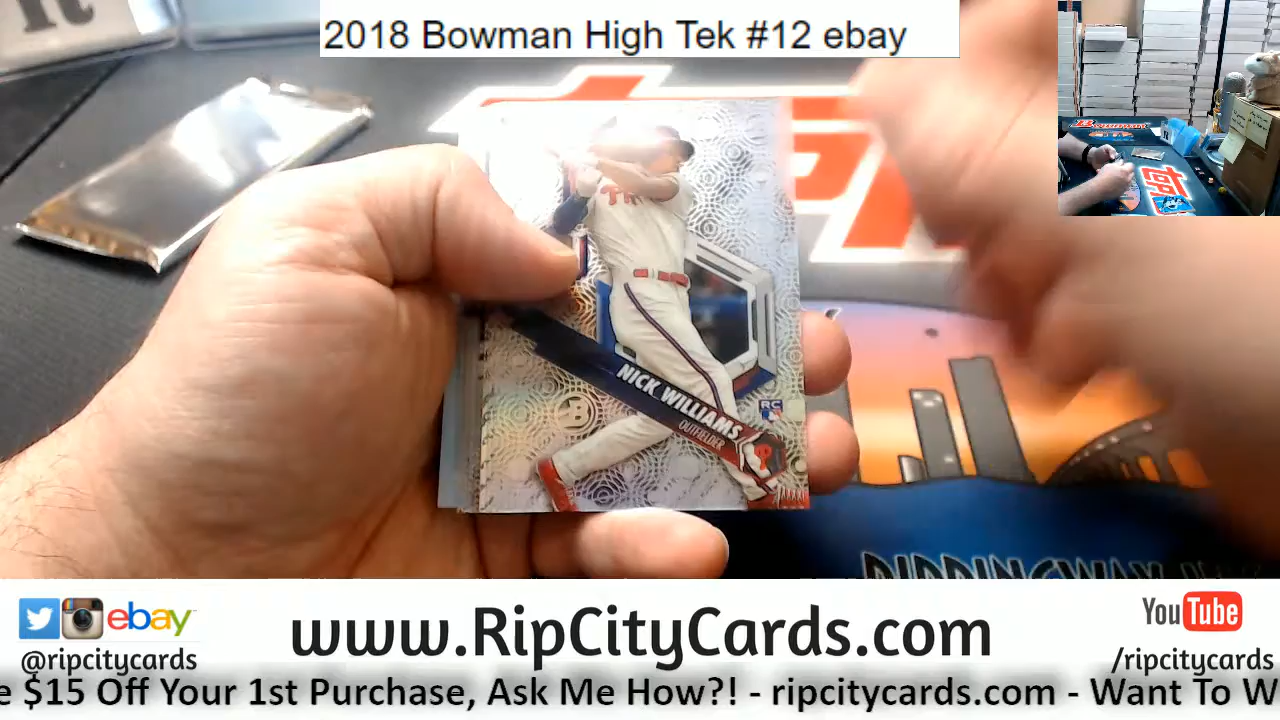 2018 Bowman High Tek #12 ebay
NICK WILLIAMS
OUTFIELDER
RC
ebay
@ripcitycards
www.RipCityCards.com
YouTube
/ripcitycards
e $15 Off Your 1st Purchase, Ask Me How?! - ripcitycards.com - Want To W